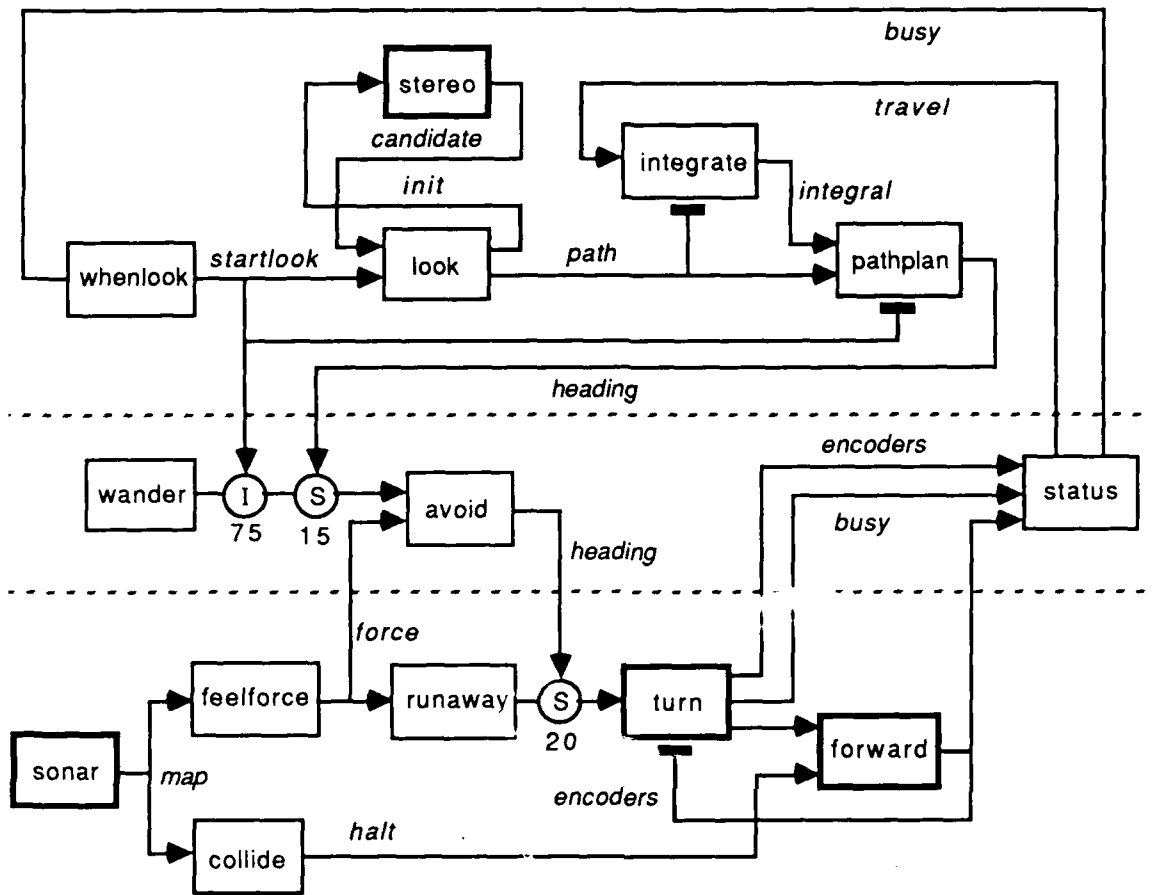 busy
stereo
travel
candidate
integrate
init
integral
startlook
look
path
pathplan
whenlook
heading
encoders
wander
I
S
avoid
status
75
15
busy
heading
force
feelforce
runaway
S
turn
20
forward
sonar
map
encoders
halt
collide